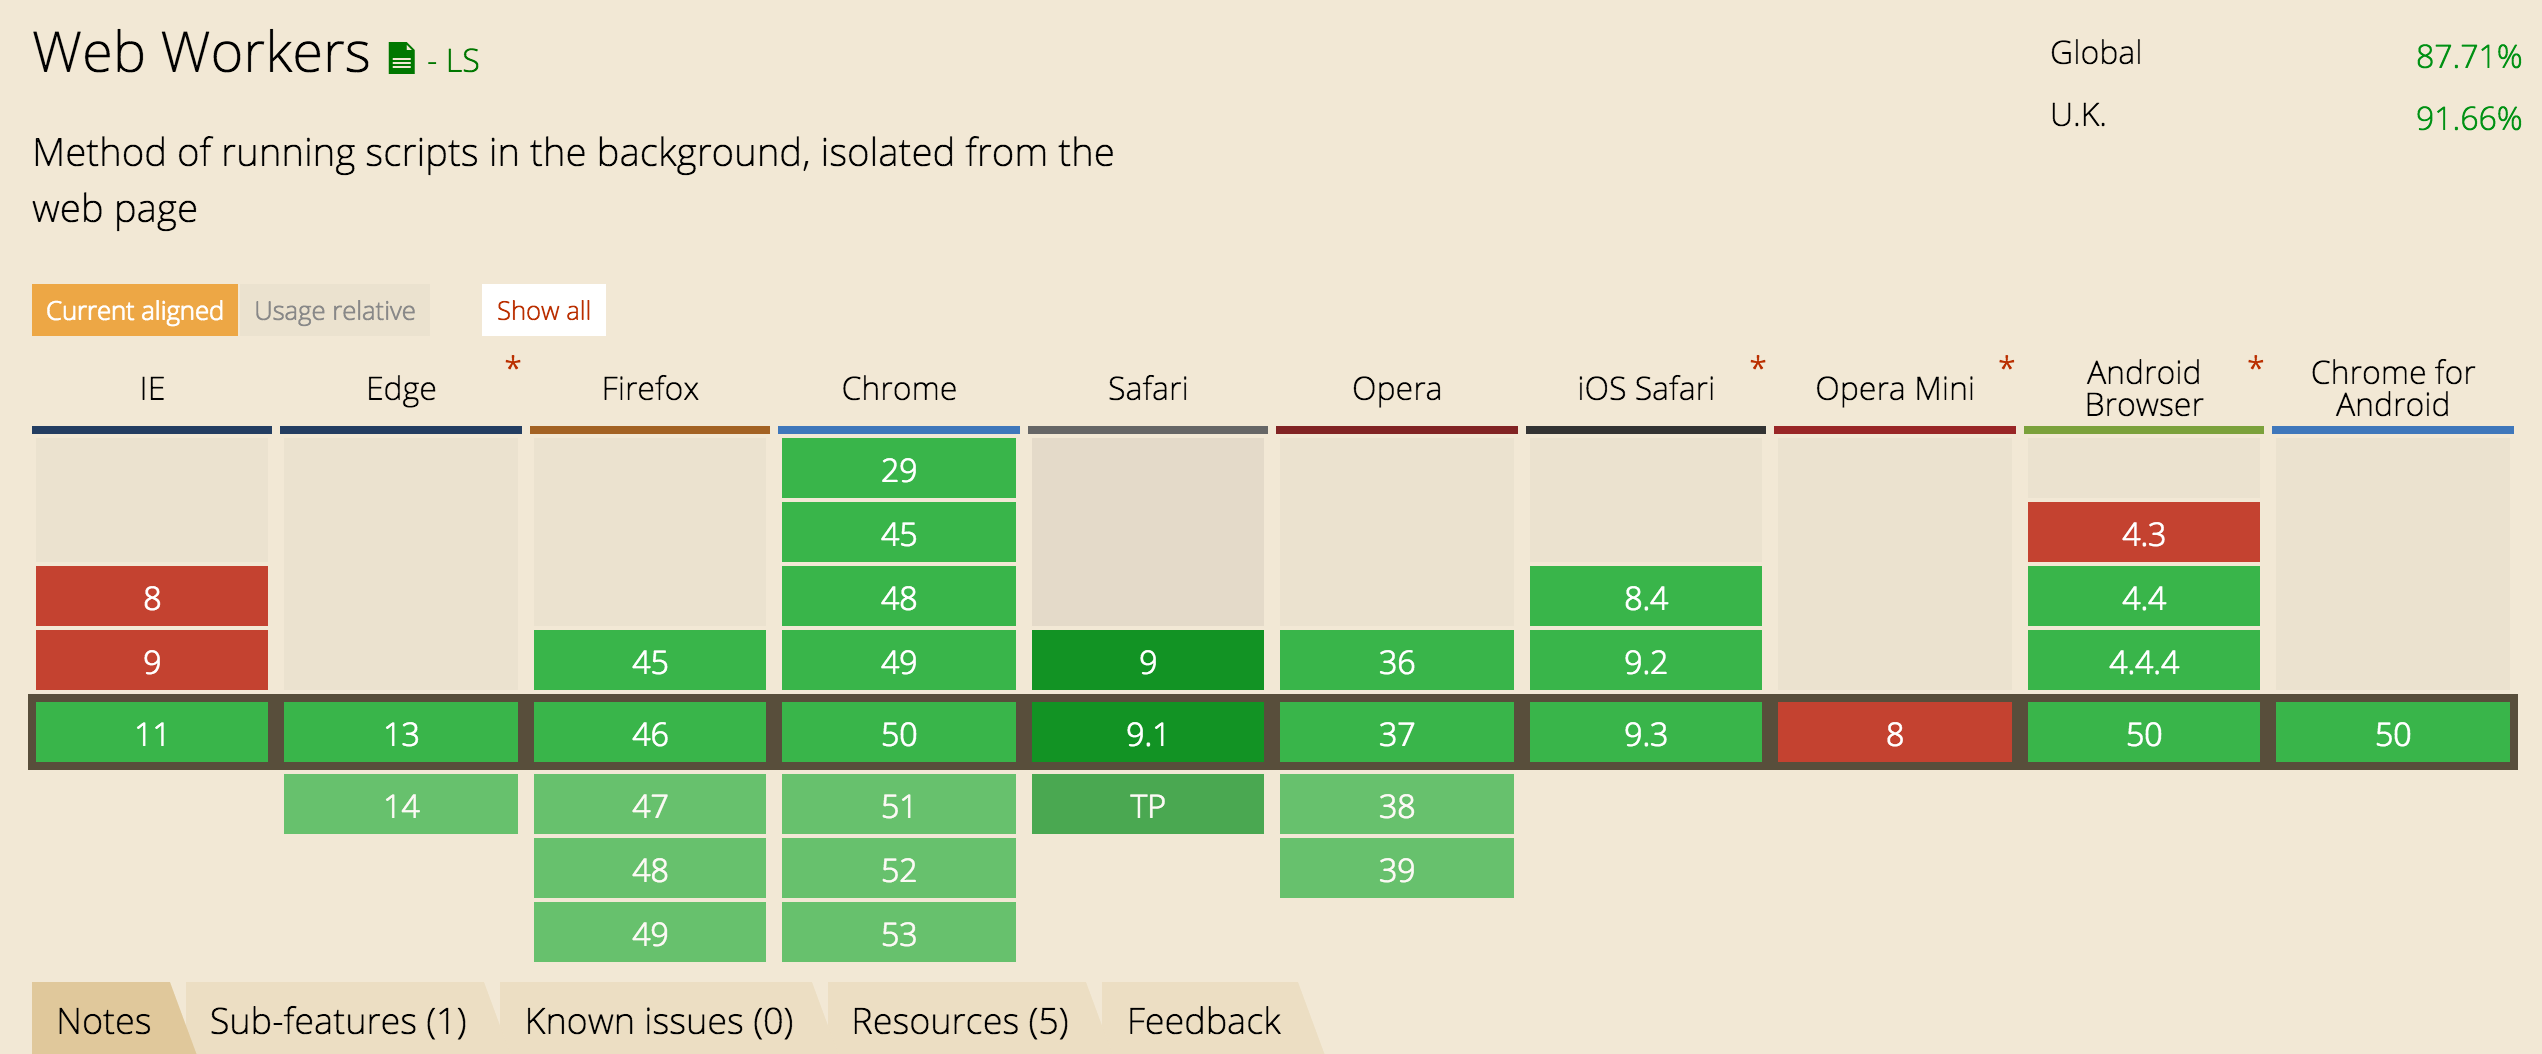 Web Workers - LS
Global 87.71%
U.K. 91.66%
Method of running scripts in the background, isolated from the
web page
Current aligned Usage relative Show all
IE Edge * Firefox Chrome Safari Opera iOS Safari * Opera Mini * Android Browser * Chrome for Android
29
45 4.3
8 48 8.4 4.4
9 45 49 9 36 9.2 4.4.4
11 13 46 50 9.1 37 9.3 8 50 50
14 47 51 TP 38
48 52 39
49 53
Notes Sub-features (1) Known issues (0) Resources (5) Feedback